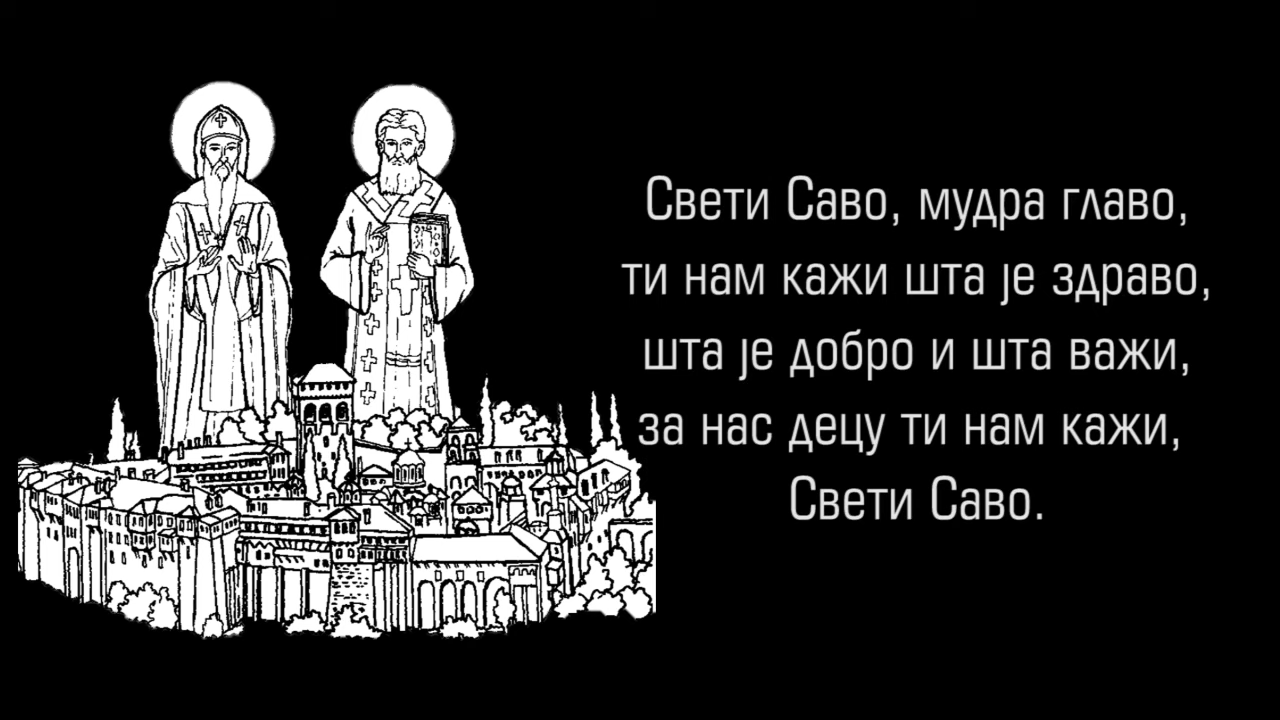 Свети Саво, мудра главо,
ти нам кажи шта је здраво,
шта је добро и шта важи,
за нас децу ти нам кажи,
Свети Саво.